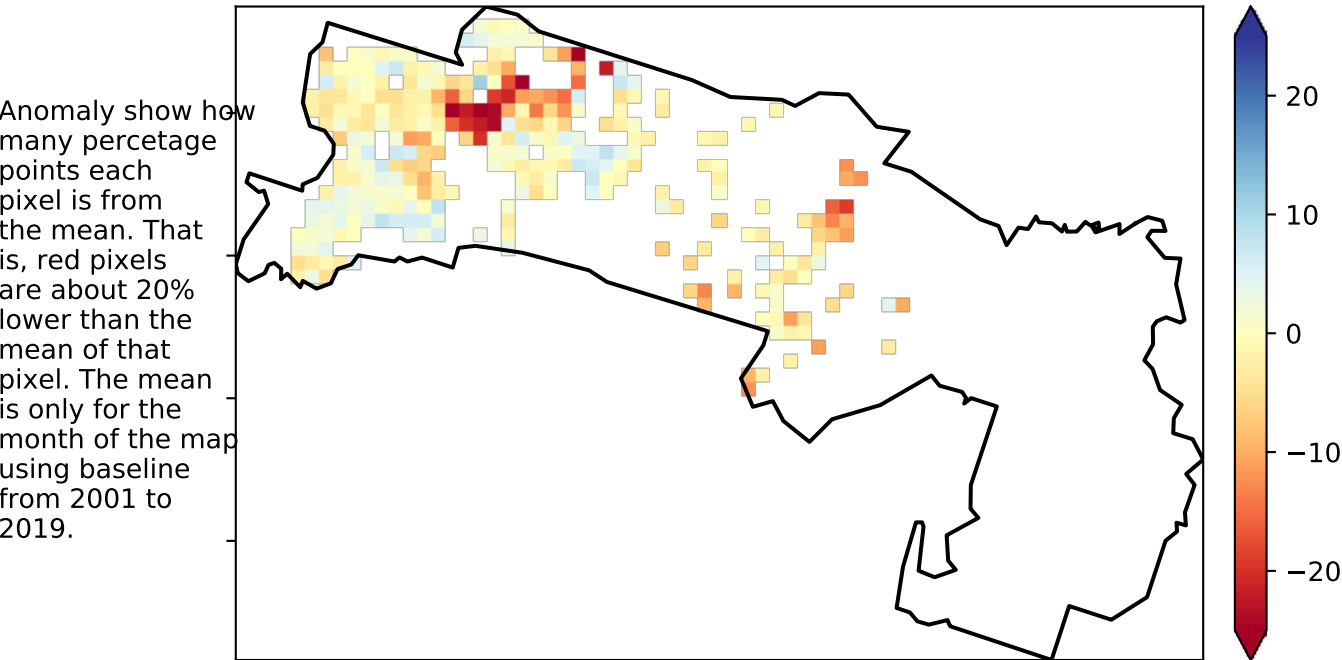 Anomaly show how
many percetage
points each
pixel is from
the mean. That
is, red pixels
are about 20%
lower than the
mean of that
pixel. The mean
is only for the
month of the map
using baseline
from 2001 to
2019.
20
10
0
−10
−20